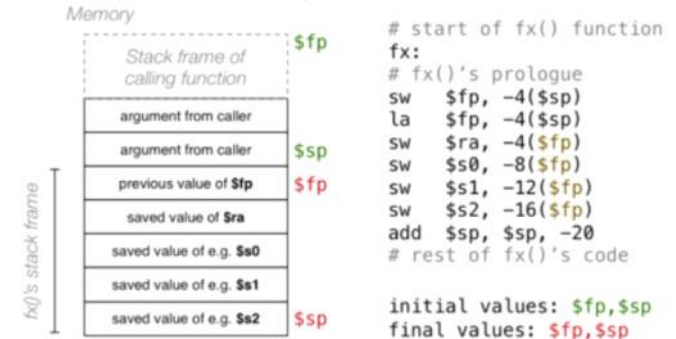 Memory
$fp
Stack frame of
calling function
argument from caller
argument from caller
$sp
previous value of $fp
$fp
saved value of $ra
saved value of e.g. $s0
saved value of e.g. $s1
saved value of e.g. $s2
$sp
fx()'s stack frame
# start of fx() function
fx:
# fx()'s prologue
sw $fp, -4($sp)
la $fp, -4($sp)
sw $ra, -4($fp)
sw $s0, -8($fp)
sw $s1, -12($fp)
sw $s2, -16($fp)
add $sp, $sp, -20
# rest of fx()'s code
initial values: $fp,$sp
final values: $fp,$sp